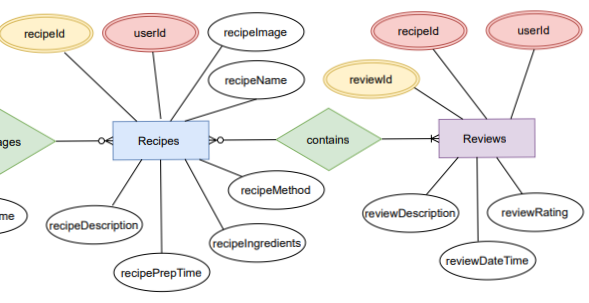 recipeId
userId
recipeImage
recipeName
recipeId
userId
reviewId
ages
Recipes
contains
Reviews
recipeMethod
me
recipeDescription
recipeIngredients
recipePrepTime
reviewDescription
reviewRating
reviewDateTime